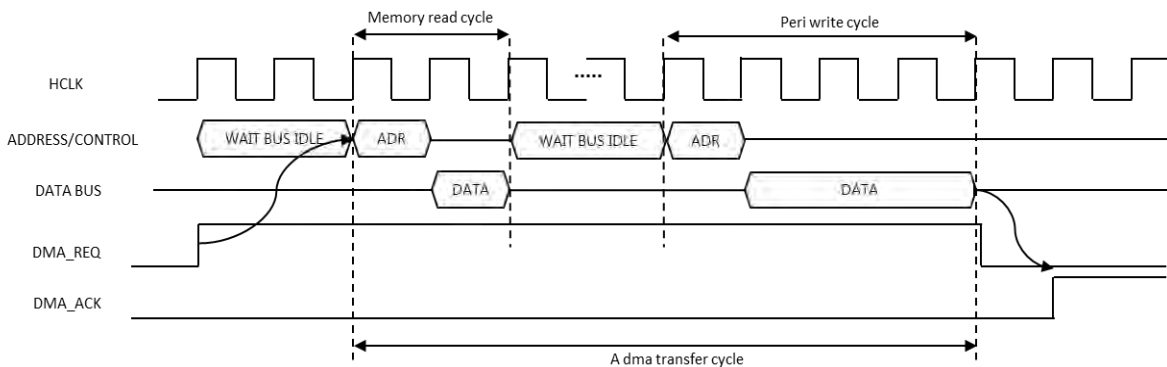 Memory read cycle
Peri write cycle
HCLK
.....
ADDRESS/CONTROL
WAIT BUS IDLE
ADR
WAIT BUS IDLE
ADR
DATA BUS
DATA
DATA
DMA_REQ
DMA_ACK
A dma transfer cycle